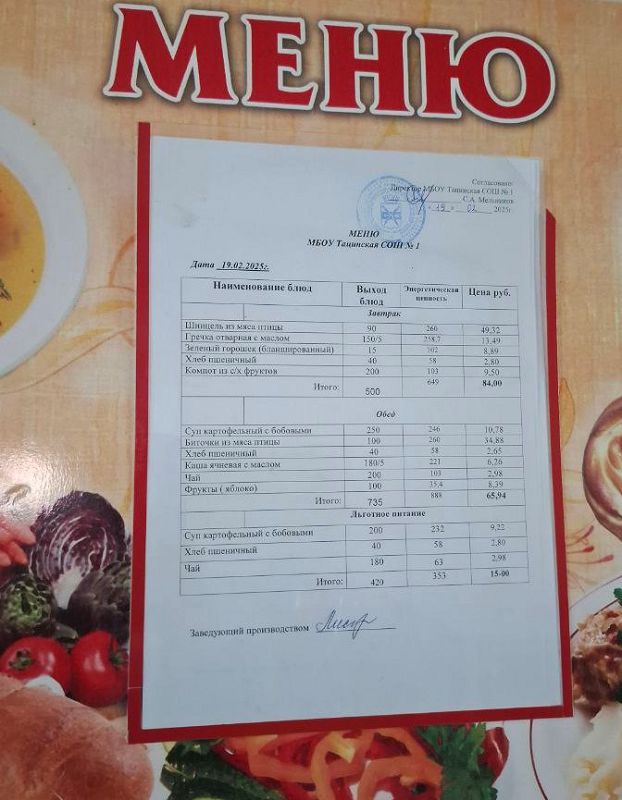 МЕНЮ
Согласовано:
Директор МБОУ Тацинская СОШ № 1
С.А. Мельников
19 02 2025г.
МЕНЮ
МБОУ Тацинская СОШ № 1
Дата 19.02.2025г.
Наименование блюд Выход блюд Энергетическая ценность Цена руб.
Завтрак
Шницель из мяса птицы 90 260 49,32
Гречка отварная с маслом 150/5 258,7 13,49
Зеленый горошек (бланшированный) 15 102 8,89
Хлеб пшеничный 40 58 2,80
Компот из с/х фруктов 200 103 9,50
Итого: 500 649 84,00
Обед
Суп картофельный с бобовыми 250 246 10,78
Биточки из мяса птицы 100 260 34,88
Хлеб пшеничный 40 58 2,65
Каша ячневая с маслом 180/5 221 6,26
Чай 200 103 2,98
Фрукты ( яблоко) 100 35.4 8,39
Итого: 735 888 65,94
Льготное питание
Суп картофельный с бобовыми 200 232 9,22
Хлеб пшеничный 40 58 2,80
Чай 180 63 2,98
Итого: 420 353 15-00
Заведующий производством